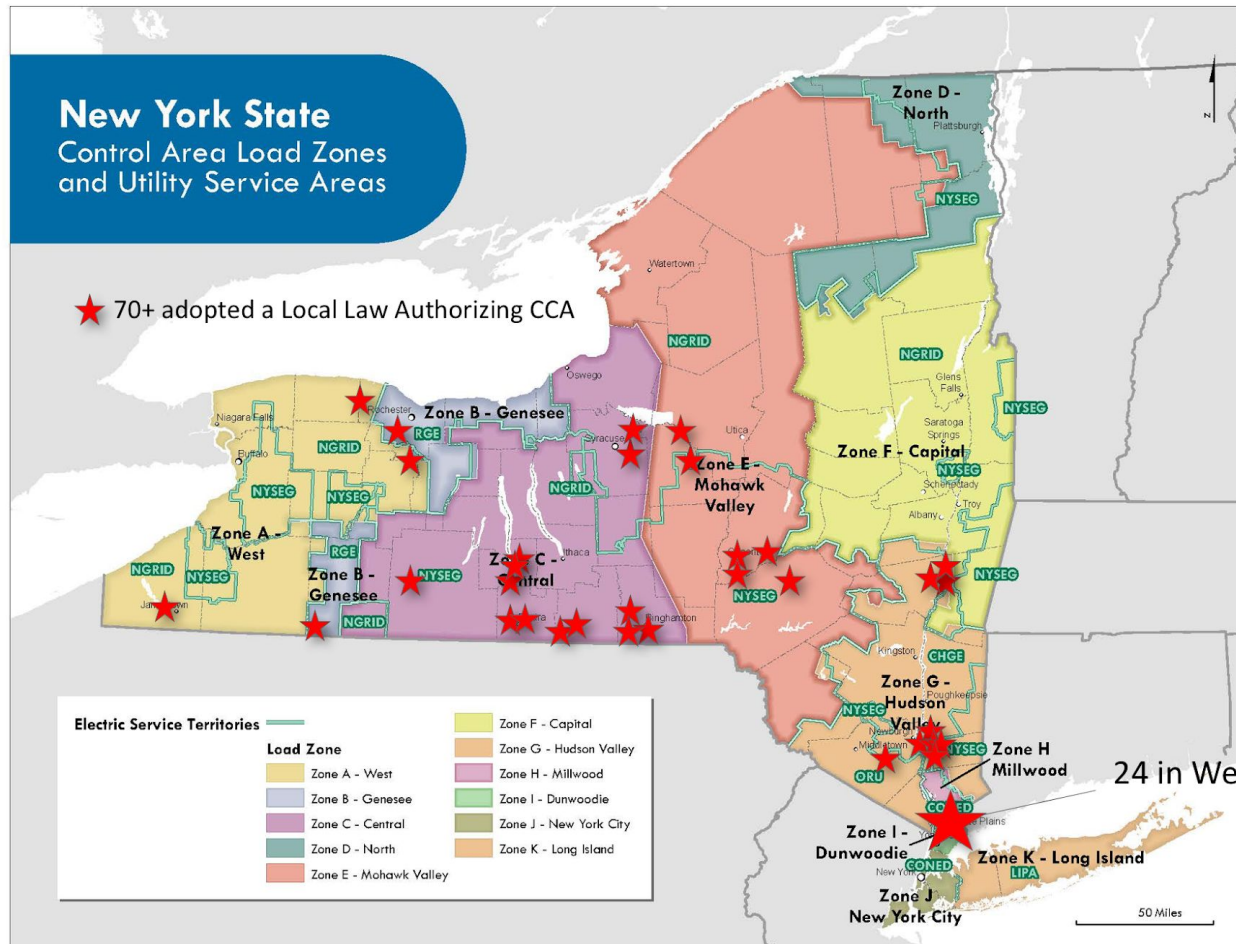 New York State
Control Area Load Zones
and Utility Service Areas
70+ adopted a Local Law Authorizing CCA
Zone D -
North
Plattsburgh
NYSEG
N
Watertown
NGRID
Oswego
NGRID
Glens
Falls
NYSEG
Saratoga
Springs
NYSEG
Zone F - Capital
Schenectady
Troy
Albany
NYSEG
Niagara Falls
Rochester
Zone B - Genesee
RGE
NGRID
Buffalo
NYSEG
NYSEG
Zone A -
West
NGRID
NYSEG
RGE
Zone B -
Genesee
NGRID
Syracuse
NGRID
Utica
Zone E -
Mohawk
Valley
NYSEG
Ithaca
Central
NYSEG
Binghamton
Kingston
CHGE
Poughkeepsie
Zone G -
Hudson
Valley
NYSEG
Newburgh
Middletown
NYSEG
ORU
Zone H
Millwood
24 in We
CONED
Plains
Zone I -
Dunwoodie
CONED
New York
Zone J
New York City
Zone K - Long Island
LIPA
50 Miles
Electric Service Territories
Load Zone
Zone A - West
Zone B - Genesee
Zone C - Central
Zone D - North
Zone E - Mohawk Valley
Zone F - Capital
Zone G - Hudson Valley
Zone H - Millwood
Zone I - Dunwoodie
Zone J - New York City
Zone K - Long Island